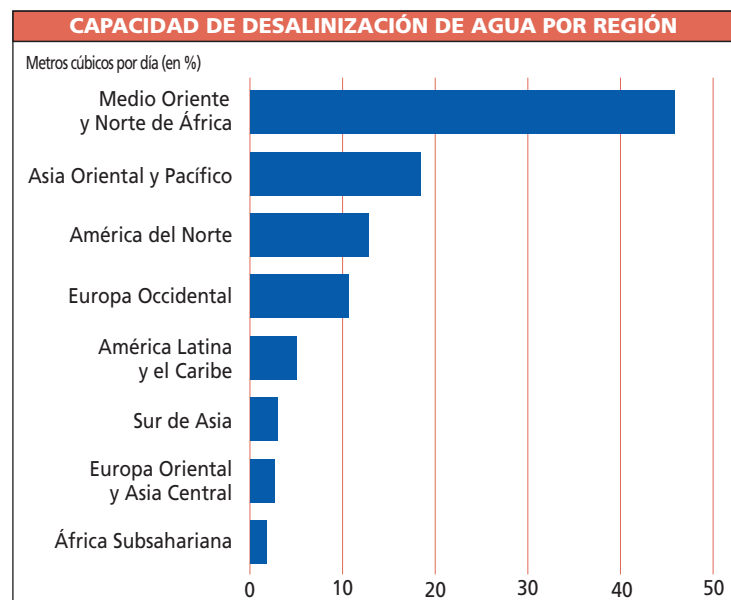 CAPACIDAD DE DESALINIZACIÓN DE AGUA POR REGIÓN
Metros cúbicos por día (en %)
Medio Oriente
y Norte de África
Asia Oriental y Pacífico
América del Norte
Europa Occidental
América Latina
y el Caribe
Sur de Asia
Europa Oriental
y Asia Central
África Subsahariana
0 10 20 30 40 50